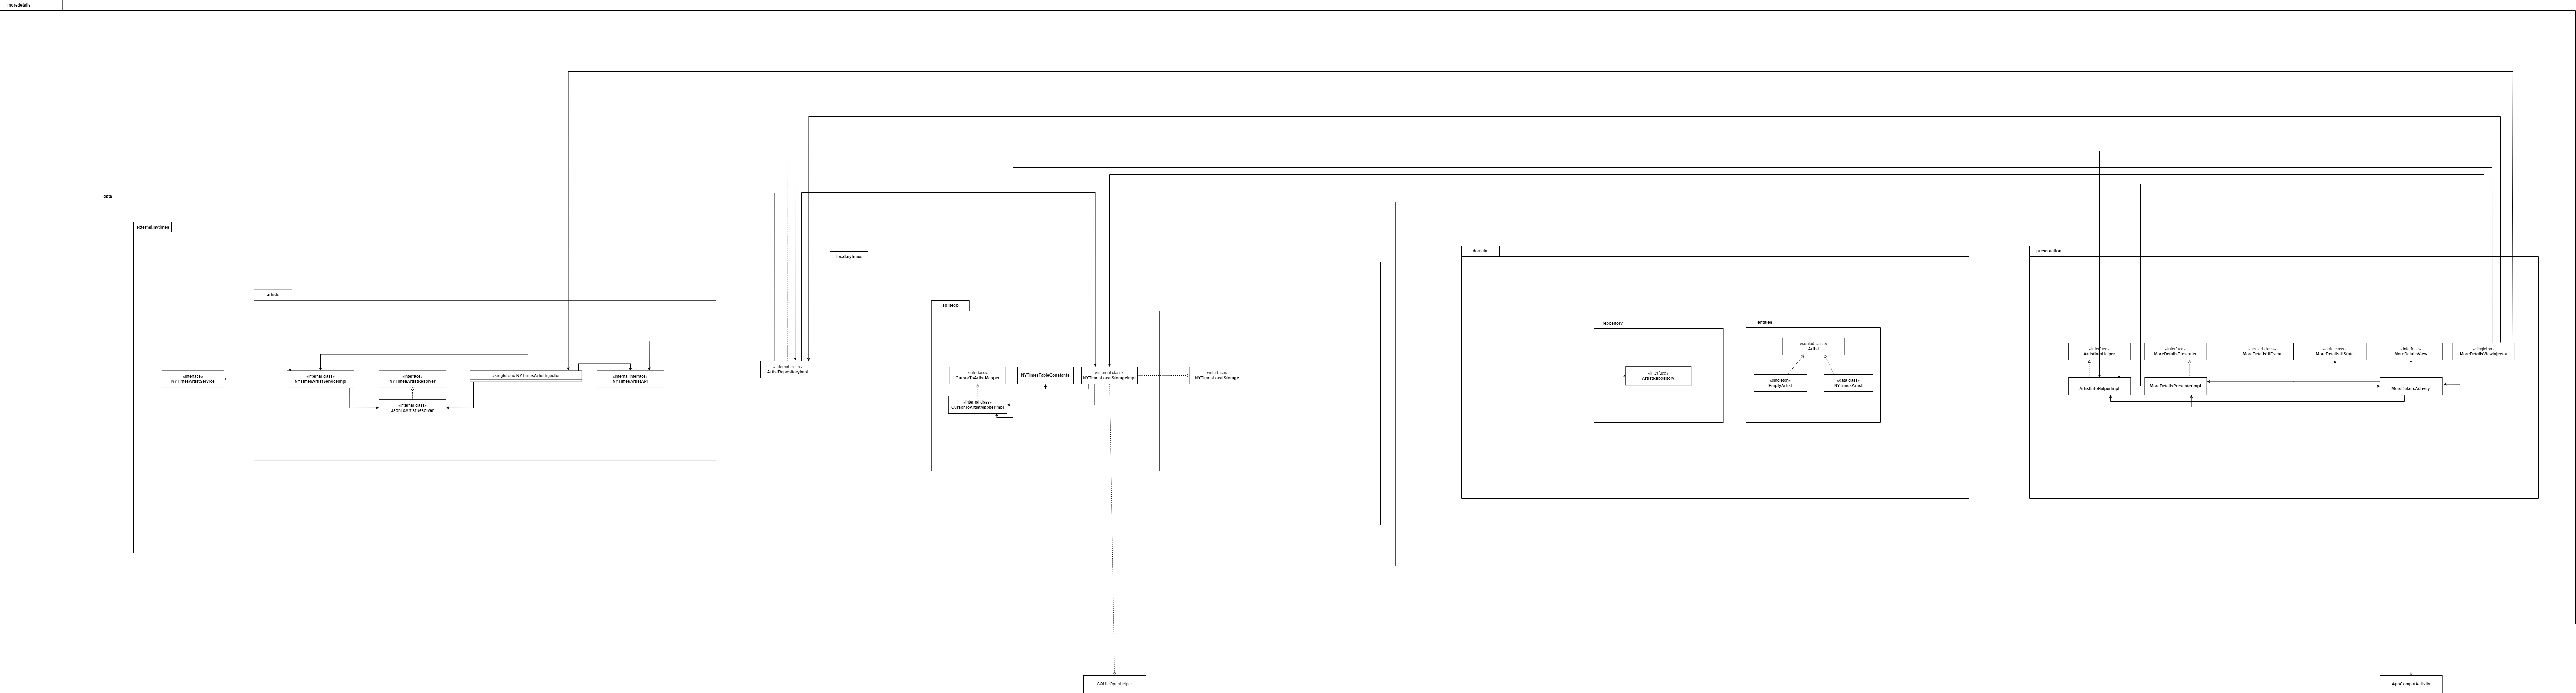 moredetails
data
external.nytimes
artists
«interface»
NYTimesArtistService
«internal class»
NYTimesArtistServiceImpl
«interface»
NYTimesArtistResolver
«internal class»
JsonToArtistResolver
«singleton» NYTimesArtistInjector
«internal interface»
NYTimesArtistAPI
«internal class»
ArtistRepositoryImpl
local.nytimes
sqlitedb
«interface»
CursorToArtistMapper
«internal class»
CursorToArtistMapperImpl
NYTimesTableConstants
«internal class»
NYTimesLocalStorageImpl
«interface»
NYTimesLocalStorage
domain
repository
«interface»
ArtistRepository
entities
«sealed class»
Artist
«singleton»
EmptyArtist
«data class»
NYTimesArtist
presentation
«interface»
ArtistInfoHelper
ArtistInfoHelperImpl
«interface»
MoreDetailsPresenter
MoreDetailsPresenterImpl
«sealed class»
MoreDetailsUiEvent
«data class»
MoreDetailsUiState
«interface»
MoreDetailsView
MoreDetailsActivity
«singleton»
MoreDetailsViewInjector
SQLiteOpenHelper
AppCompatActivity